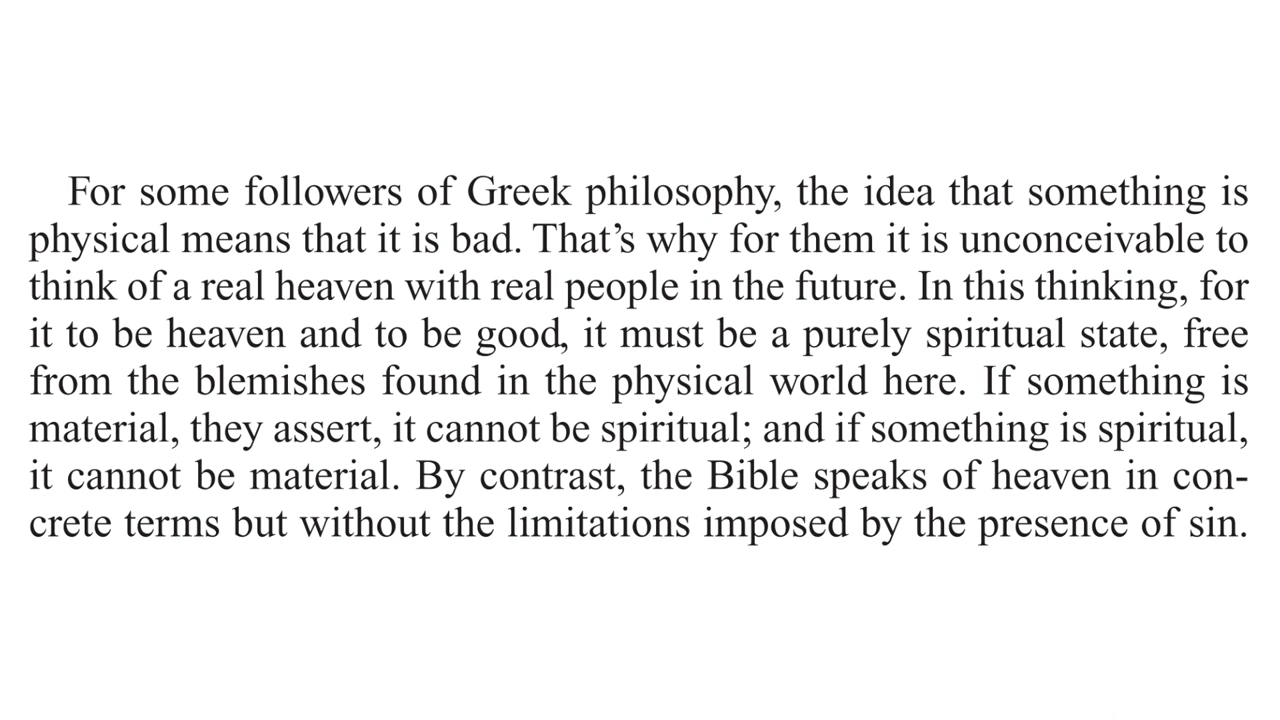 For some followers of Greek philosophy, the idea that something is
physical means that it is bad. That’s why for them it is unconceivable to
think of a real heaven with real people in the future. In this thinking, for
it to be heaven and to be good, it must be a purely spiritual state, free
from the blemishes found in the physical world here. If something is
material, they assert, it cannot be spiritual; and if something is spiritual,
it cannot be material. By contrast, the Bible speaks of heaven in con-
crete terms but without the limitations imposed by the presence of sin.